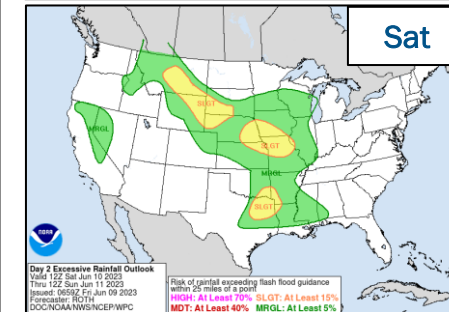 Sat
SLGT
MRGL
SLGT
MRGL
SLGT
NOAA
Day 2 Excessive Rainfall Outlook
Valid 12Z Sat Jun 10 2023
Thru 12Z Sun Jun 11 2023
Issued: 0659Z Fri Jun 09 2023
Forecaster: ROTH
DOC/NOAA/NWS/NCEP/WPC
Risk of rainfall exceeding flash flood guidance
within 25 miles of a point
HIGH: At Least 70% SLGT: At Least 15%
MDT: At Least 40% MRGL: At Least 5%